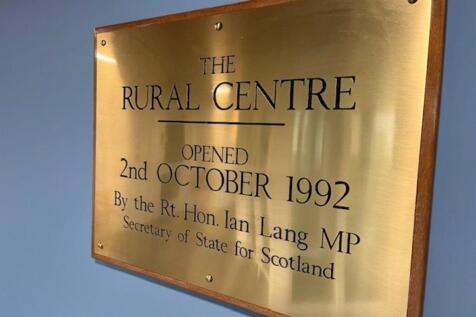 THE
RURAL CENTRE
OPENED
2nd OCTOBER 1992
By the Rt. Hon. Ian Lang MP
Secretary of State for Scotland